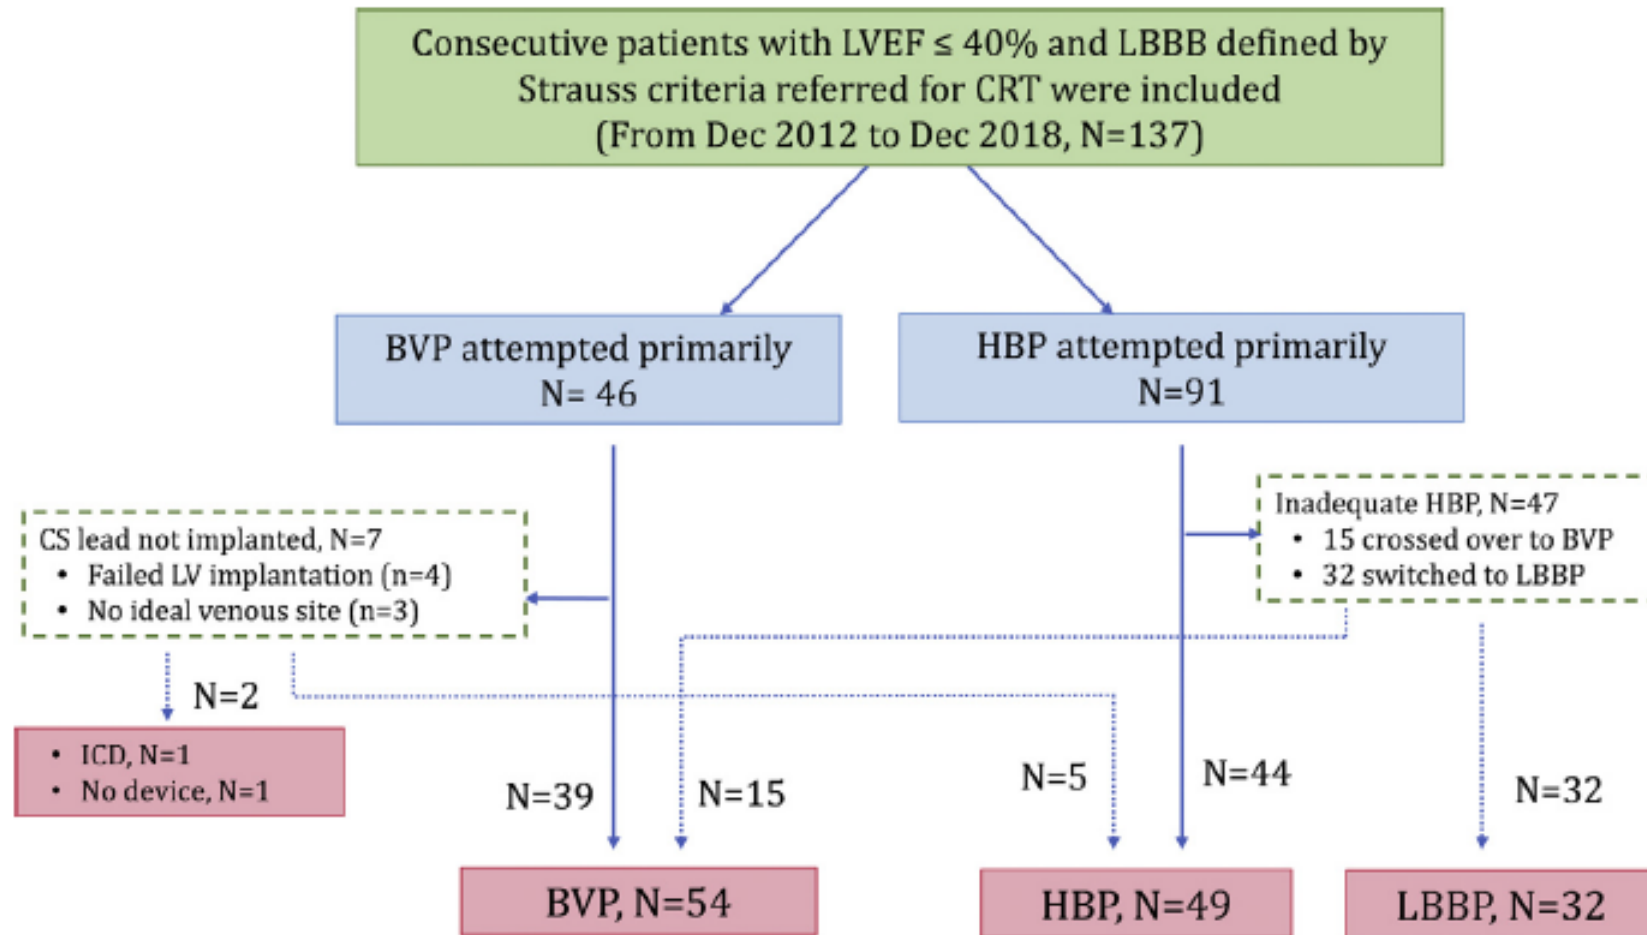 Consecutive patients with LVEF ≤ 40% and LBBB defined by
Strauss criteria referred for CRT were included
(From Dec 2012 to Dec 2018, N=137)
BVP attempted primarily
N= 46
HBP attempted primarily
N=91
CS lead not implanted, N=7
• Failed LV implantation (n=4)
• No ideal venous site (n=3)
Inadequate HBP, N=47
• 15 crossed over to BVP
• 32 switched to LBBP
N=2
• ICD, N=1
• No device, N=1
N=39
N=15
N=5
N=44
N=32
BVP, N=54
HBP, N=49
LBBP, N=32